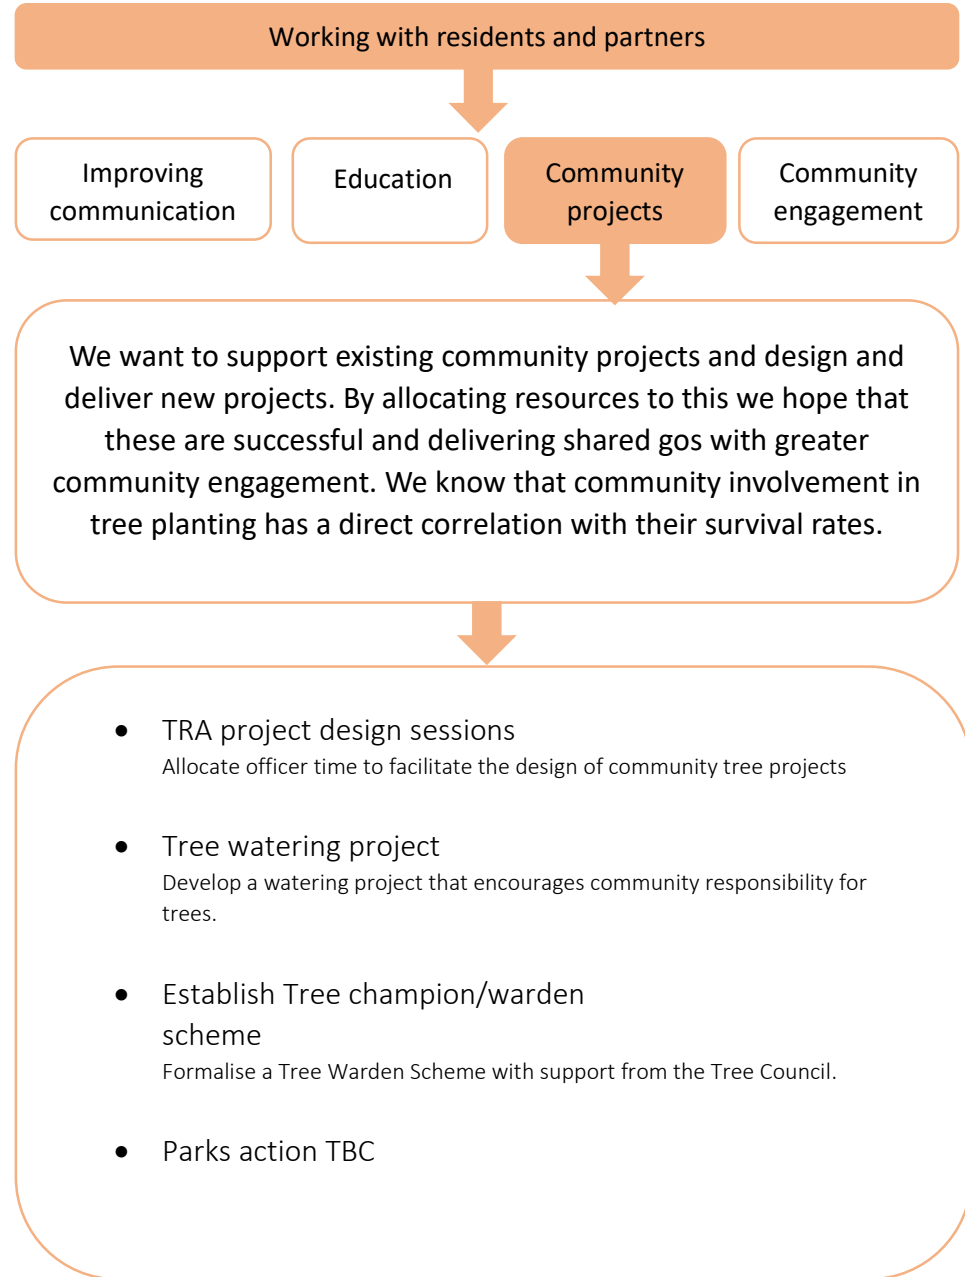 Working with residents and partners
Improving
communication
Education
Community
projects
Community
engagement
We want to support existing community projects and design and
deliver new projects. By allocating resources to this we hope that
these are successful and delivering shared gos with greater
community engagement. We know that community involvement in
tree planting has a direct correlation with their survival rates.
• TRA project design sessions
Allocate officer time to facilitate the design of community tree projects
• Tree watering project
Develop a watering project that encourages community responsibility for
trees.
• Establish Tree champion/warden
scheme
Formalise a Tree Warden Scheme with support from the Tree Council.
• Parks action TBC